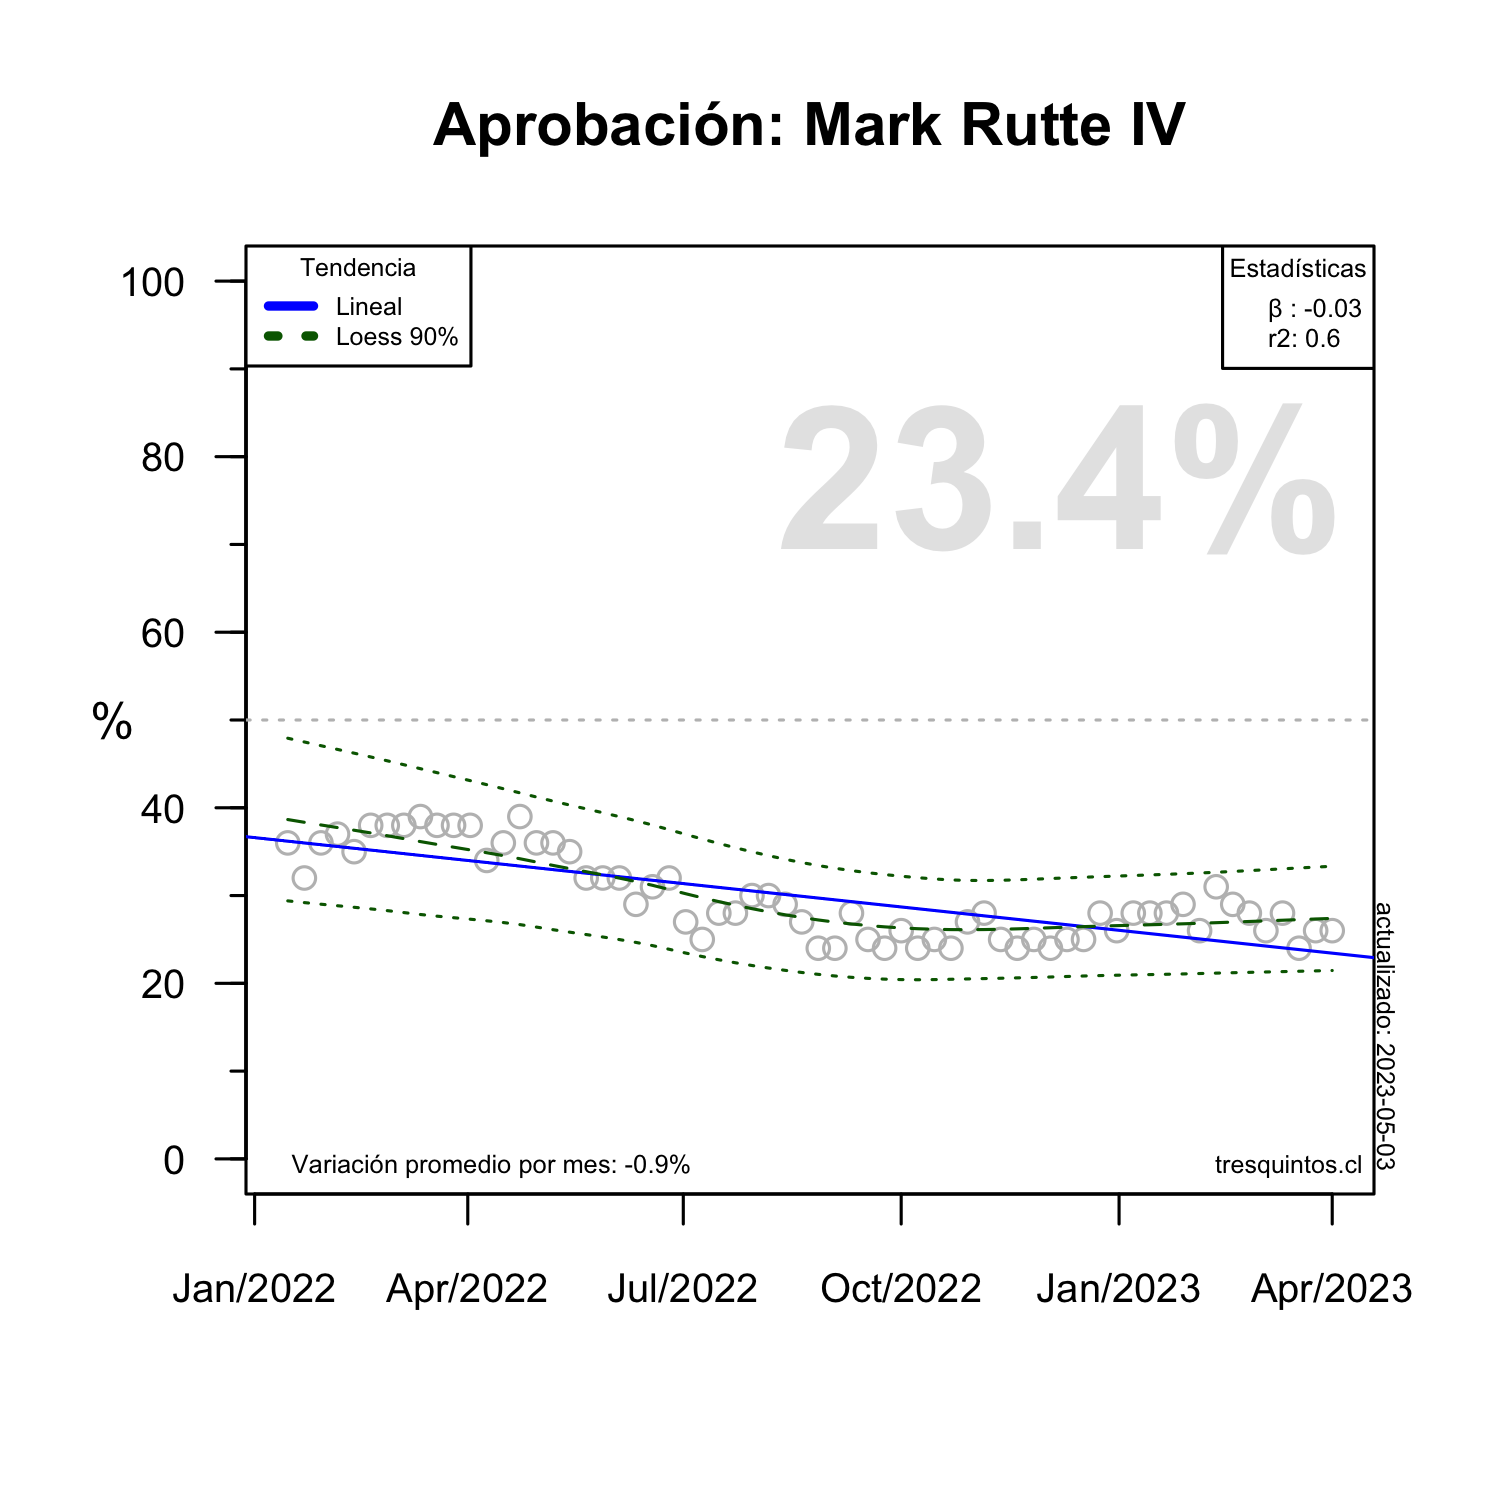 Aprobación: Mark Rutte IV
Tendencia
Lineal
Loess 90%
Estadísticas
β : -0.03
r2: 0.6
23.4%
100
80
60
%
40
20
0
Variación promedio por mes: -0.9%
tresquintos.cl
actualizado: 2023-05-03
Jan/2022 Apr/2022 Jul/2022 Oct/2022 Jan/2023 Apr/2023